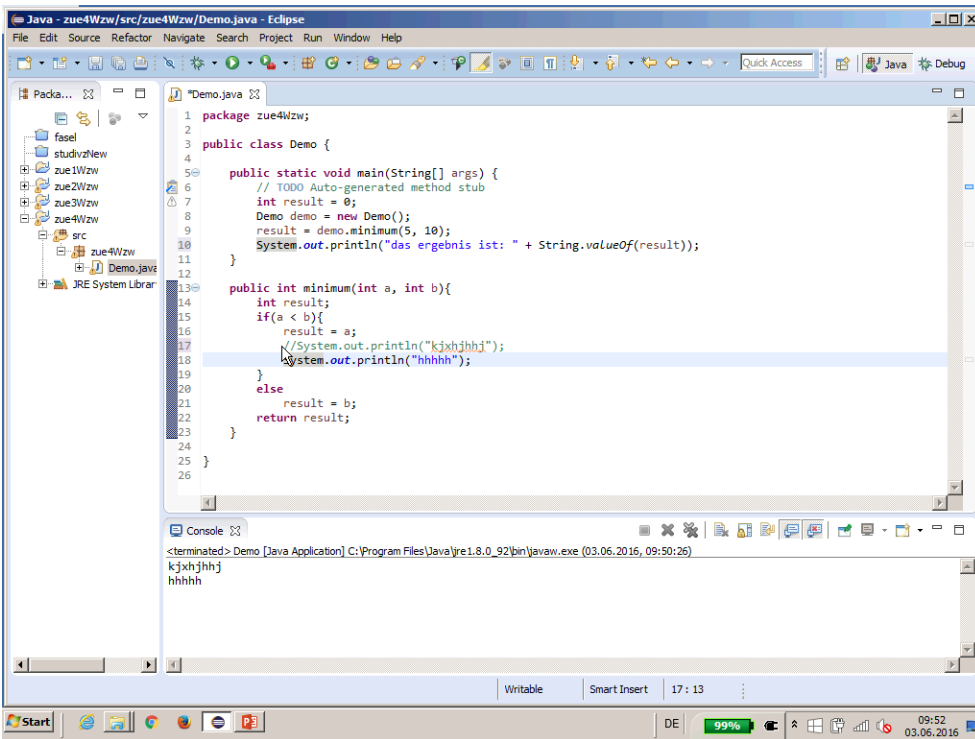 Java - zue4Wzw/src/zue4Wzw/Demo.java - Eclipse
File Edit Source Refactor Navigate Search Project Run Window Help
Quick Access Java Debug
Packa...
fasel
studivzNew
zue1Wzw
zue2Wzw
zue3Wzw
zue4Wzw
src
zue4Wzw
Demo.java
JRE System Librar
*Demo.java
1 package zue4Wzw;
2
3 public class Demo {
4
5 public static void main(String[] args) {
6 // TODO Auto-generated method stub
7 int result = 0;
8 Demo demo = new Demo();
9 result = demo.minimum(5, 10);
10 System.out.println("das ergebnis ist: " + String.valueOf(result));
11 }
12
13 public int minimum(int a, int b){
14 int result;
15 if(a < b){
16 result = a;
17 //System.out.println("kjxhjhhj");
18 System.out.println("hhhhh");
19 }
20 else
21 result = b;
22 return result;
23 }
24
25 }
26
Console
<terminated> Demo [Java Application] C:\Program Files\Java\jre1.8.0_92\bin\javaw.exe (03.06.2016, 09:50:26)
kjxhjhhj
hhhhh
Writable Smart Insert 17 : 13
Start DE 99% 09:52
03.06.2016